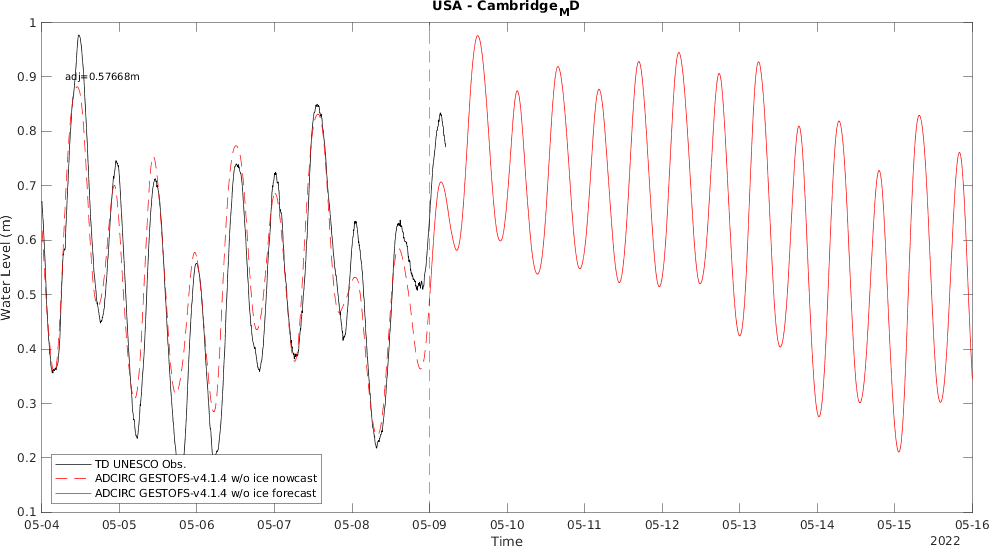 USA - Cambridge_MD
adj=0.57668m
Water Level (m)
1
0.9
0.8
0.7
0.6
0.5
0.4
0.3
0.2
0.1
TD UNESCO Obs.
ADCIRC GESTOFS-v4.1.4 w/o ice nowcast
ADCIRC GESTOFS-v4.1.4 w/o ice forecast
05-04 05-05 05-06 05-07 05-08 05-09 05-10 05-11 05-12 05-13 05-14 05-15 05-16
Time
2022